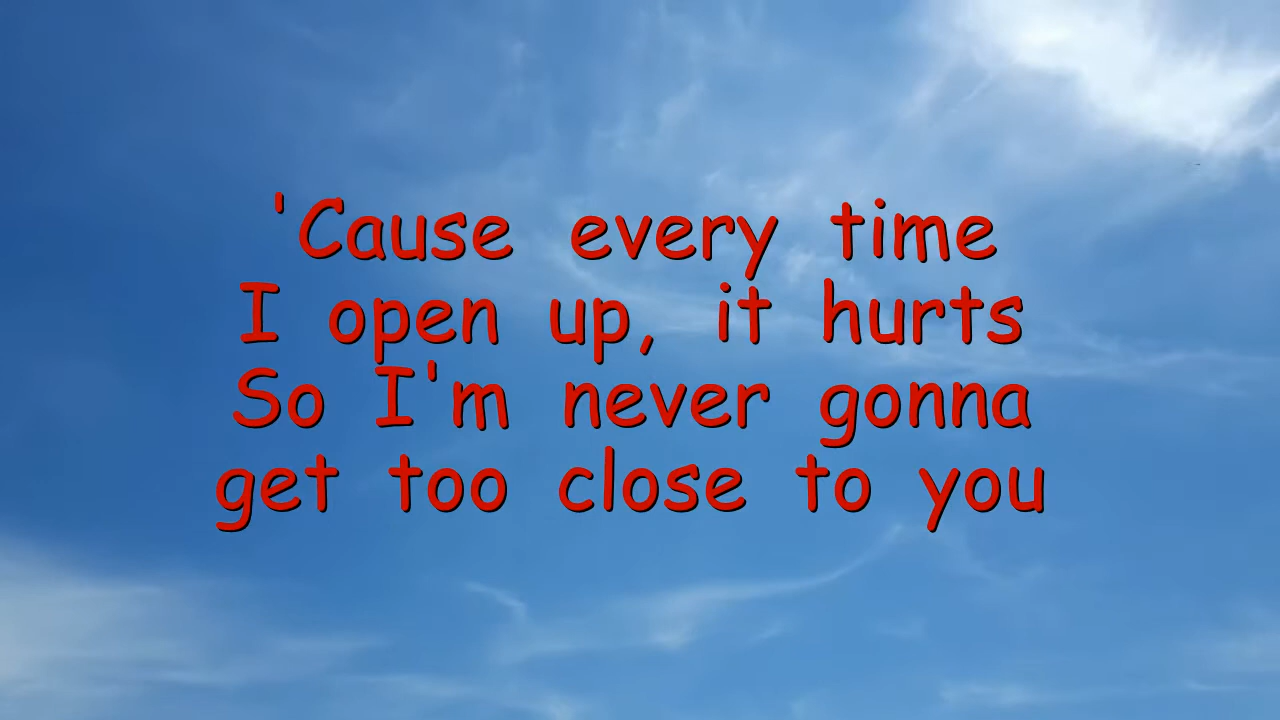 'Cause every time
I open up, it hurts
So I'm never gonna
get too close to you